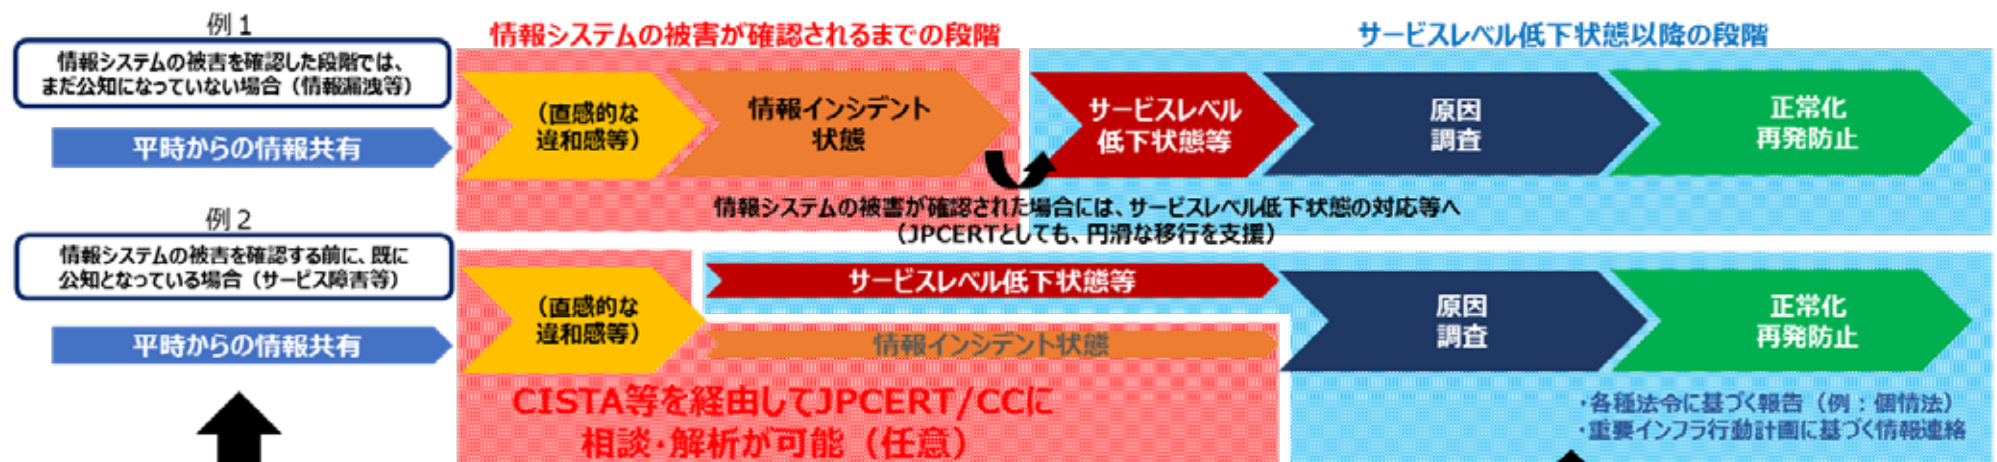 例１
情報システムの被害を確認した段階では、
まだ公知になっていない場合（情報漏洩等）
平時からの情報共有
情報システムの被害が確認されるまでの段階
サービスレベル低下状態以降の段階
（直感的な
違和感等）
情報インシデント
状態
サービスレベル
低下状態等
原因
調査
正常化
再発防止
情報システムの被害が確認された場合には、サービスレベル低下状態の対応等へ
（JPCERTとしても、円滑な移行を支援）
例２
情報システムの被害を確認する前に、既に
公知となっている場合（サービス障害等）
平時からの情報共有
（直感的な
違和感等）
サービスレベル低下状態等
情報インシデント状態
原因
調査
正常化
再発防止
CISTA等を経由してJPCERT/CCに
相談・解析が可能（任意）
・各種法令に基づく報告（例：個情法）
・重要インフラ行動計画に基づく情報連絡